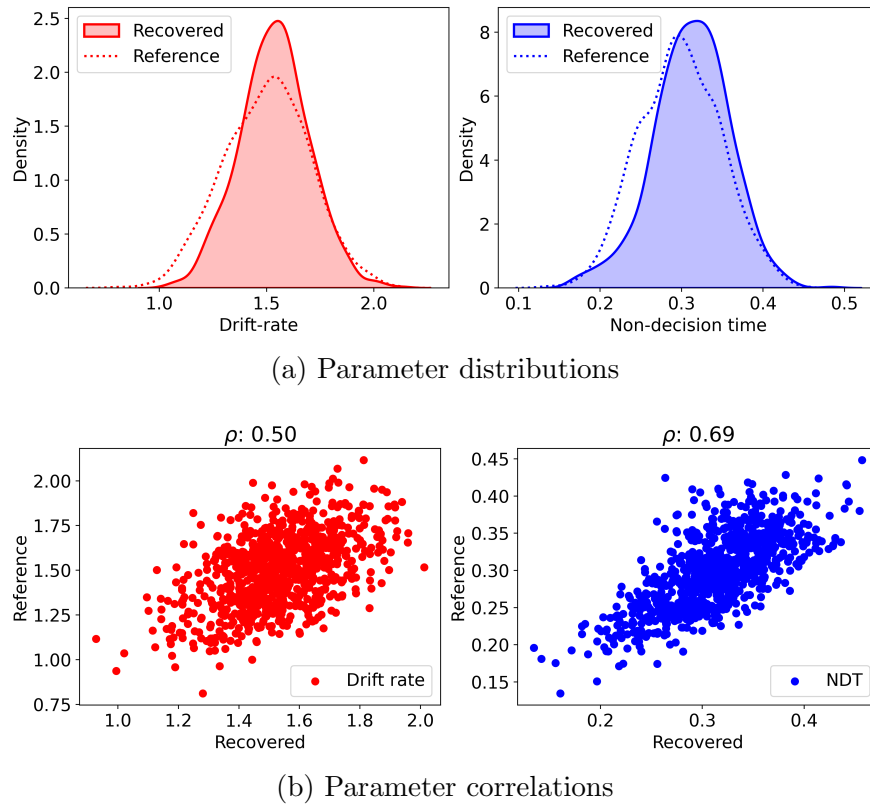 Recovered
Reference
2.5
2.0
1.5
1.0
0.5
0.0
Density
1.0
1.5
2.0
Drift-rate
Recovered
Reference
8
6
4
2
0
Density
0.1
0.2
0.3
0.4
0.5
Non-decision time
(a) Parameter distributions
ρ: 0.50
2.00
1.75
1.50
1.25
1.00
0.75
Reference
Drift rate
1.0
1.2
1.4
1.6
1.8
2.0
Recovered
ρ: 0.69
0.45
0.40
0.35
0.30
0.25
0.20
0.15
Reference
NDT
0.2
0.3
0.4
Recovered
(b) Parameter correlations